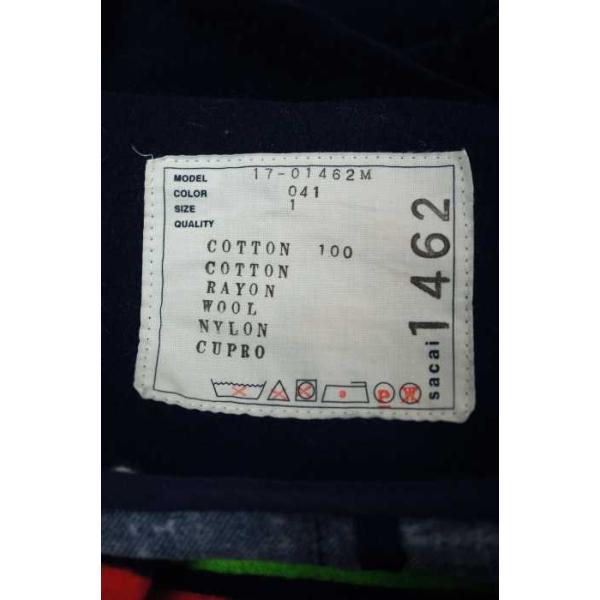 MODEL 17-01462M
COLOR 041
SIZE 1
QUALITY
COTTON 100
COTTON
RAYON
WOOL
NYLON
CUPRO
P W
sacai 1462